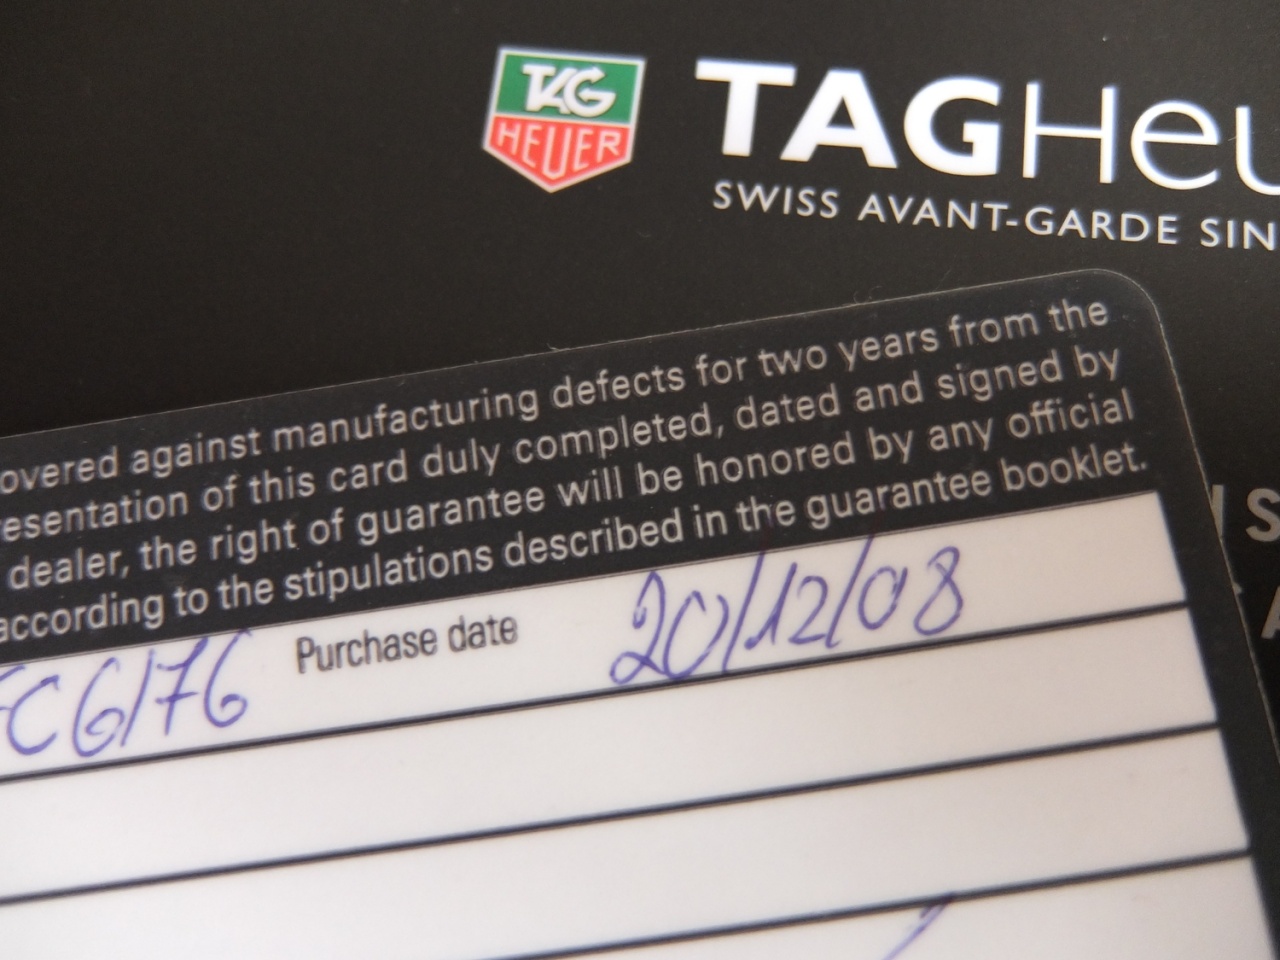 TAG
HEUER
TAGHeu
SWISS AVANT-GARDE SIN
overed against manufacturing defects for two years from the
esentation of this card duly completed, dated and signed by
dealer, the right of guarantee will be honored by any official
according to the stipulations described in the guarantee booklet.
FC6176 Purchase date 20/12/08